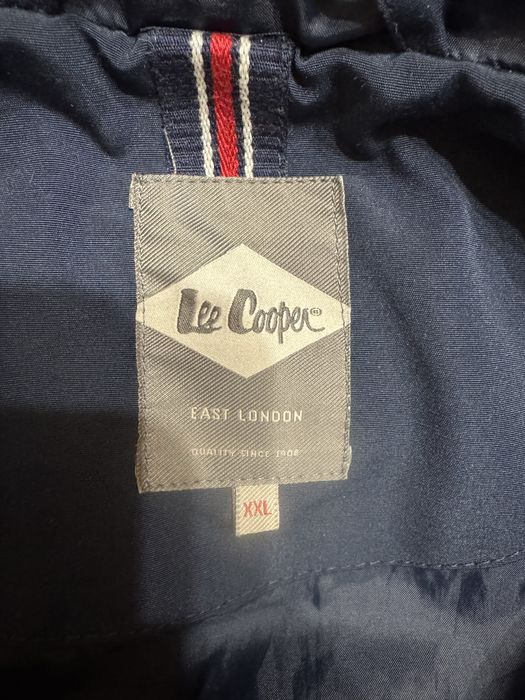 Lee Cooper®
EAST LONDON
QUALITY SINCE 1908
XXL